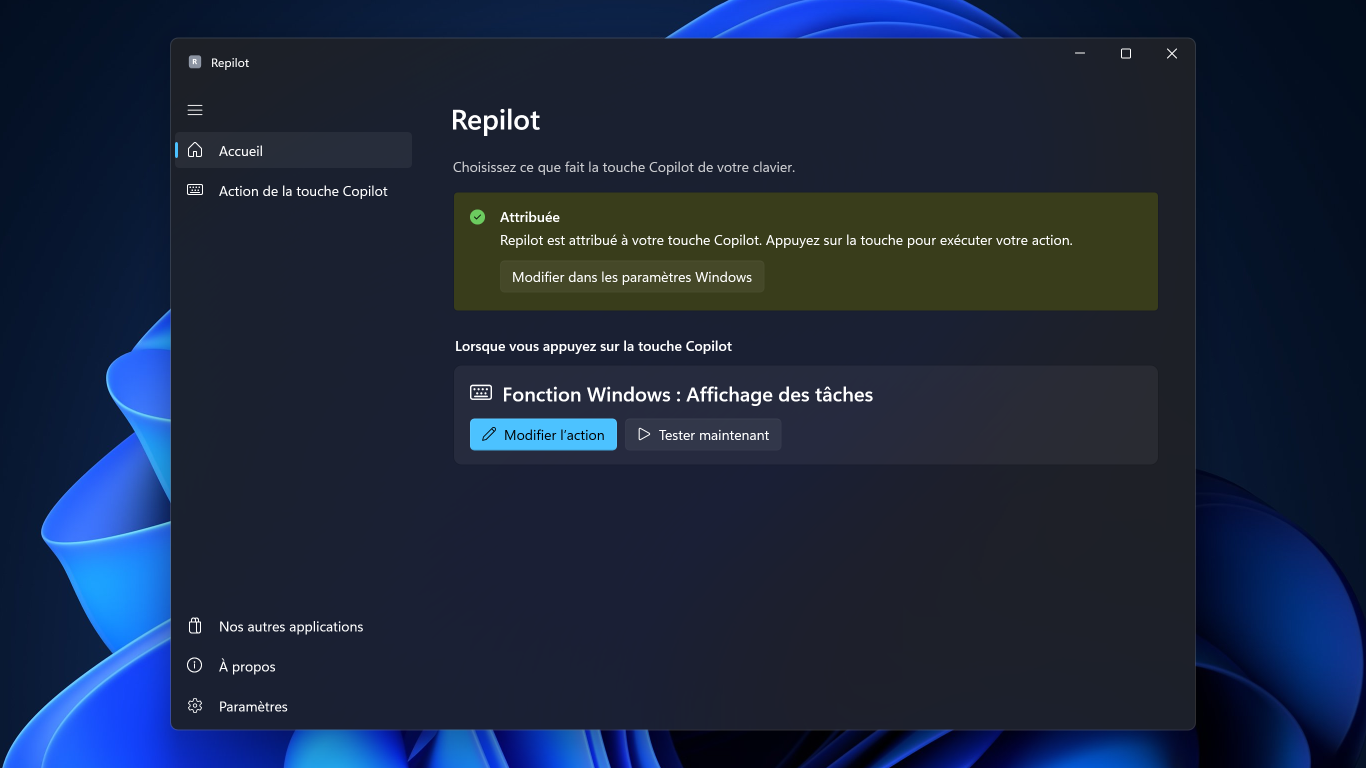 R
Repilot
Accueil
Action de la touche Copilot
Repilot
Choisissez ce que fait la touche Copilot de votre clavier.
Attribuée
Repilot est attribué à votre touche Copilot. Appuyez sur la touche pour exécuter votre action.
Modifier dans les paramètres Windows
Lorsque vous appuyez sur la touche Copilot
Fonction Windows : Affichage des tâches
Modifier l'action
Tester maintenant
Nos autres applications
À propos
Paramètres